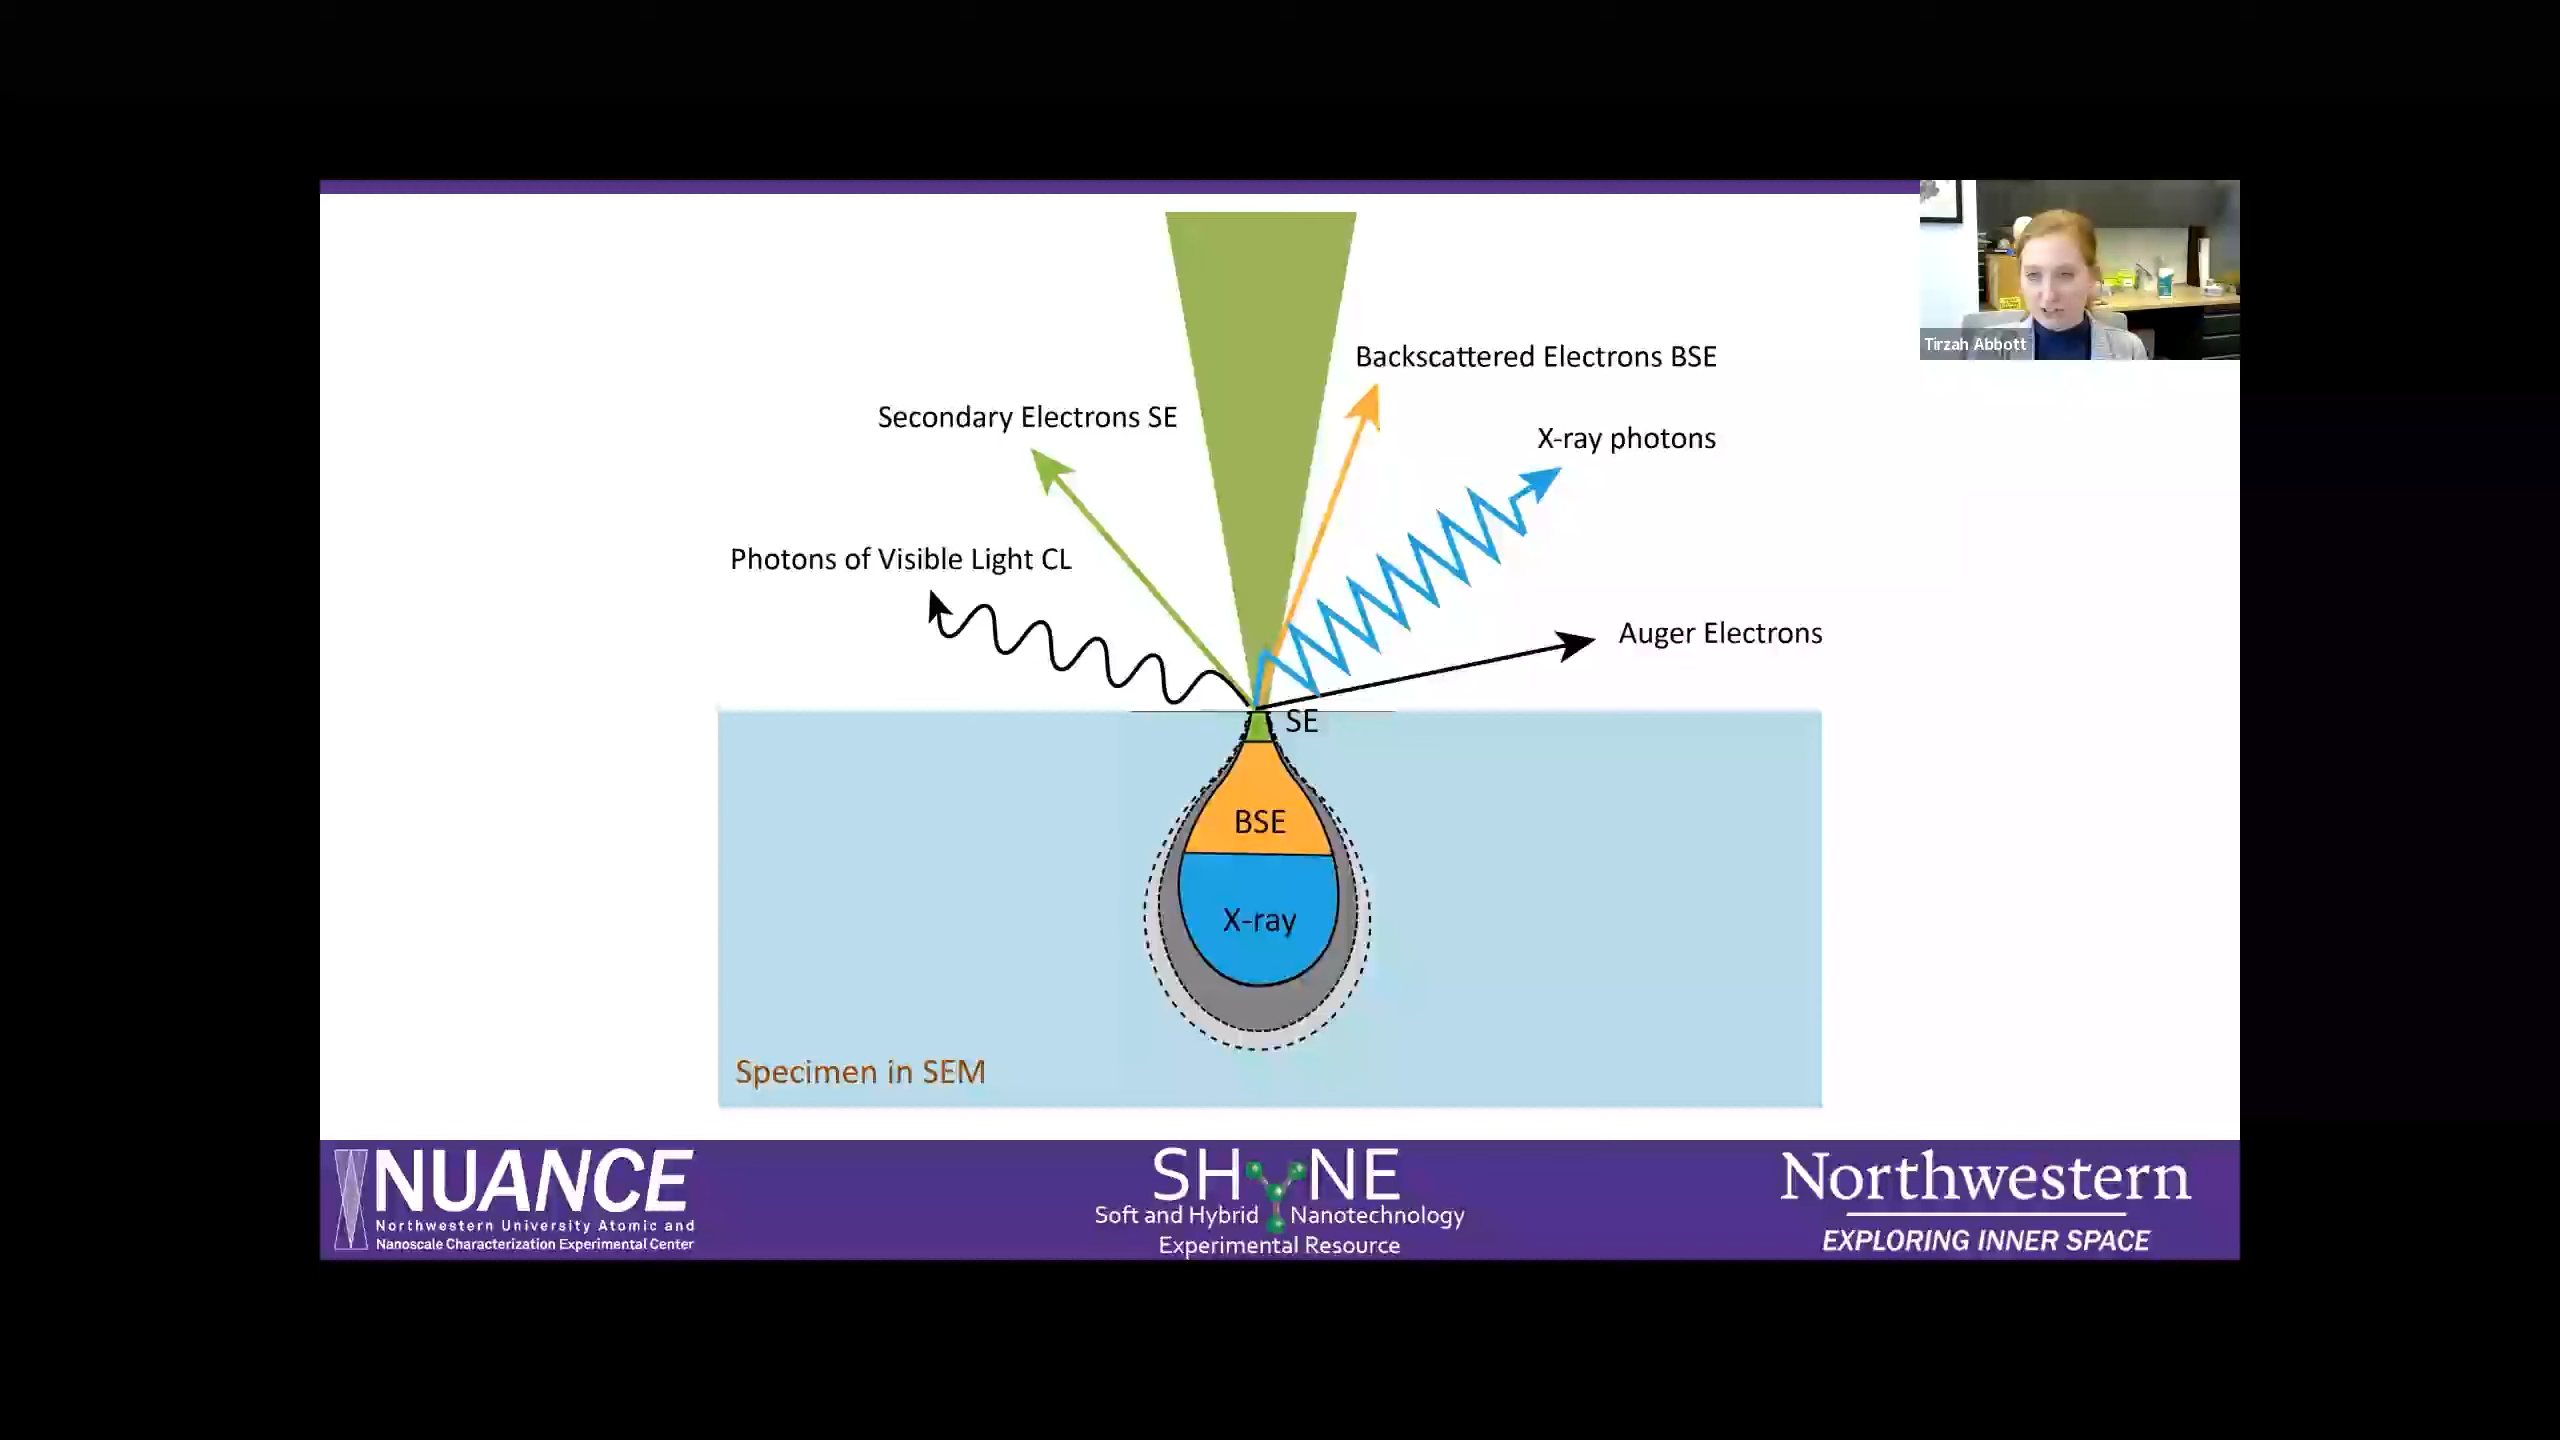 Backscattered Electrons BSE
Secondary Electrons SE
X-ray photons
Photons of Visible Light CL
Auger Electrons
SE
BSE
X-ray
Specimen in SEM
Tirzah Abbott
NUANCE
Northwestern University Atomic and
Nanoscale Characterization Experimental Center
SHYNE
Soft and Hybrid Nanotechnology
Experimental Resource
Northwestern
EXPLORING INNER SPACE